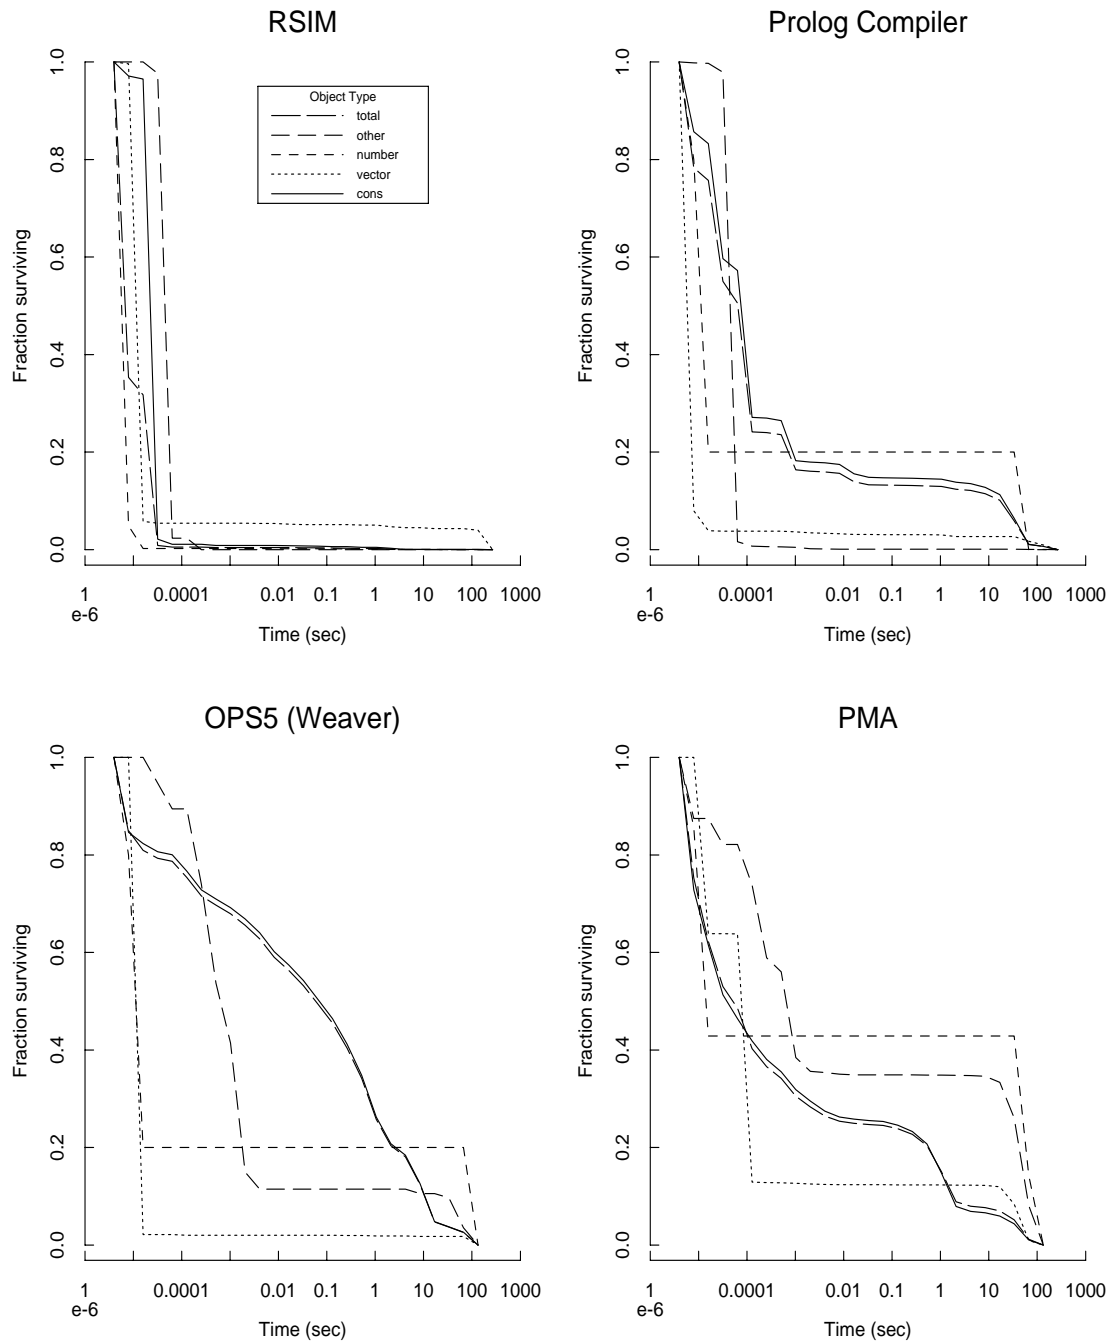 RSIM
Fraction surviving
1.0
0.8
0.6
0.4
0.2
0.0
Object Type
total
other
number
vector
cons
1 0.0001 0.01 0.1 1 10 100 1000
e-6
Time (sec)
Prolog Compiler
Fraction surviving
1.0
0.8
0.6
0.4
0.2
0.0
1 0.0001 0.01 0.1 1 10 100 1000
e-6
Time (sec)
OPS5 (Weaver)
Fraction surviving
1.0
0.8
0.6
0.4
0.2
0.0
1 0.0001 0.01 0.1 1 10 100 1000
e-6
Time (sec)
PMA
Fraction surviving
1.0
0.8
0.6
0.4
0.2
0.0
1 0.0001 0.01 0.1 1 10 100 1000
e-6
Time (sec)